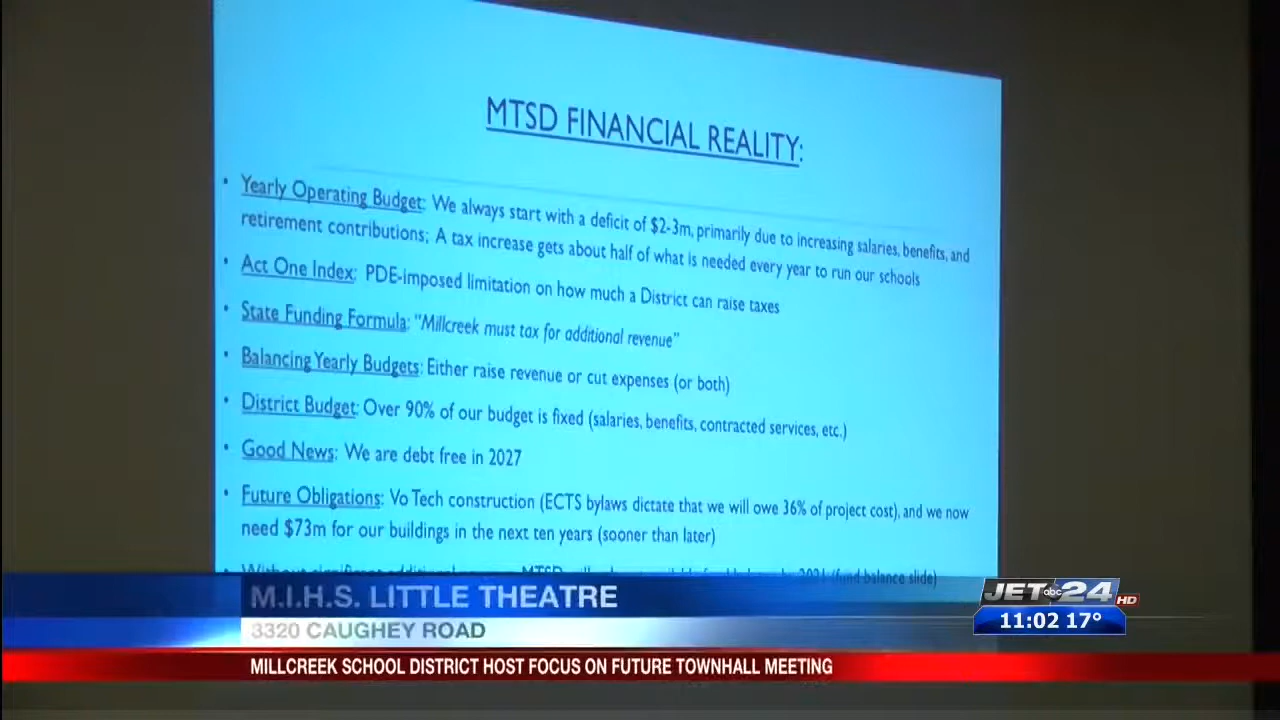 MTSD FINANCIAL REALITY:
• Yearly Operating Budget: We always start with a deficit of $2-3m, primarily due to increasing salaries, benefits, and
retirement contributions; A tax increase gets about half of what is needed every year to run our schools
• Act One Index: PDE-imposed limitation on how much a District can raise taxes
• State Funding Formula: "Millcreek must tax for additional revenue"
• Balancing Yearly Budgets: Either raise revenue or cut expenses (or both)
• District Budget: Over 90% of our budget is fixed (salaries, benefits, contracted services, etc.)
• Good News: We are debt free in 2027
• Future Obligations: Vo Tech construction (ECTS bylaws dictate that we will owe 36% of project cost), and we now
need $73m for our buildings in the next ten years (sooner than later)
• Without MTSD (fund balance slide)
M.I.H.S. LITTLE THEATRE
3320 CAUGHEY ROAD
JET abc 24 HD
11:02 17°
MILLCREEK SCHOOL DISTRICT HOST FOCUS ON FUTURE TOWNHALL MEETING